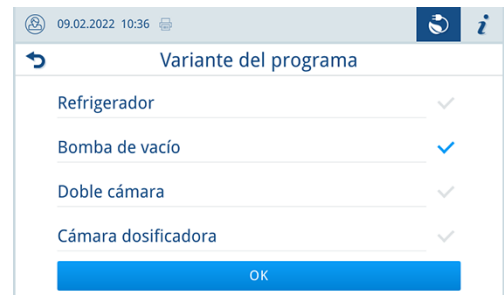 09.02.2022 10:36
i
Variante del programa
Refrigerador
Bomba de vacío
Doble cámara
Cámara dosificadora
OK